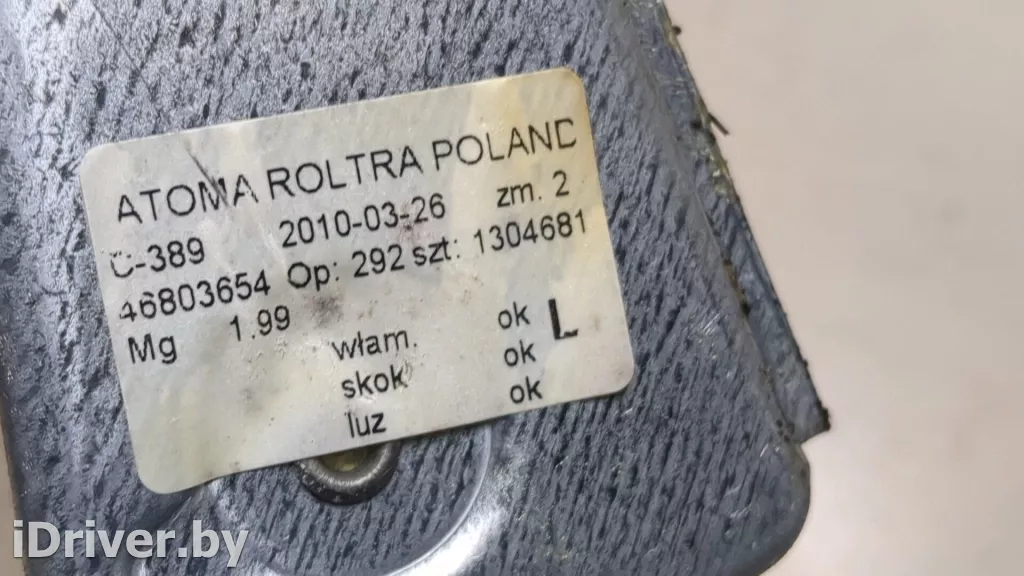 ATOMA ROLTRA POLAND
C-389 2010-03-26 zm. 2
46803654 Op: 292 szt: 1304681
Mg 1.99
włam. ok L
skok ok
luz ok
iDriver.by